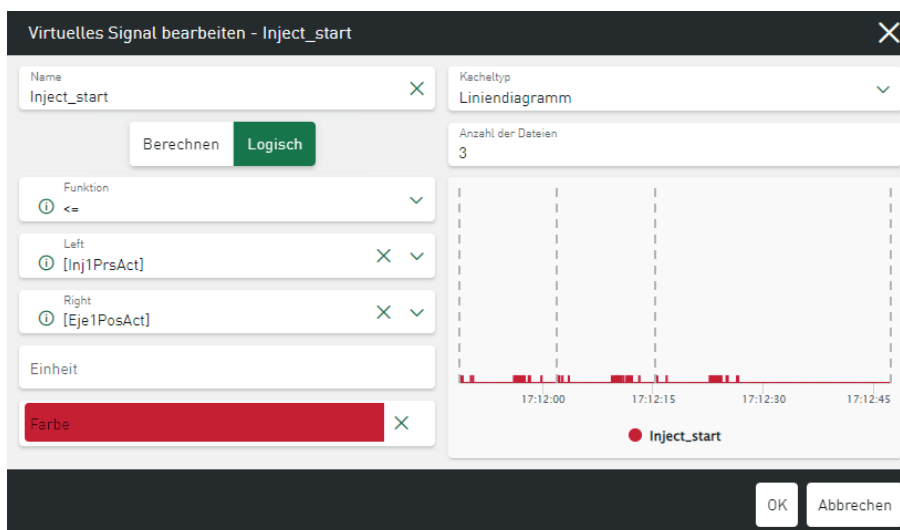 Virtuelles Signal bearbeiten - Inject_start
Name
Inject_start
Berechnen
Logisch
Funktion
<=
Left
[Inj1PrsAct]
Right
[Eje1PosAct]
Einheit
Farbe
Kacheltyp
Liniendiagramm
Anzahl der Dateien
3
17:12:00 17:12:15 17:12:30 17:12:45
Inject_start
OK
Abbrechen